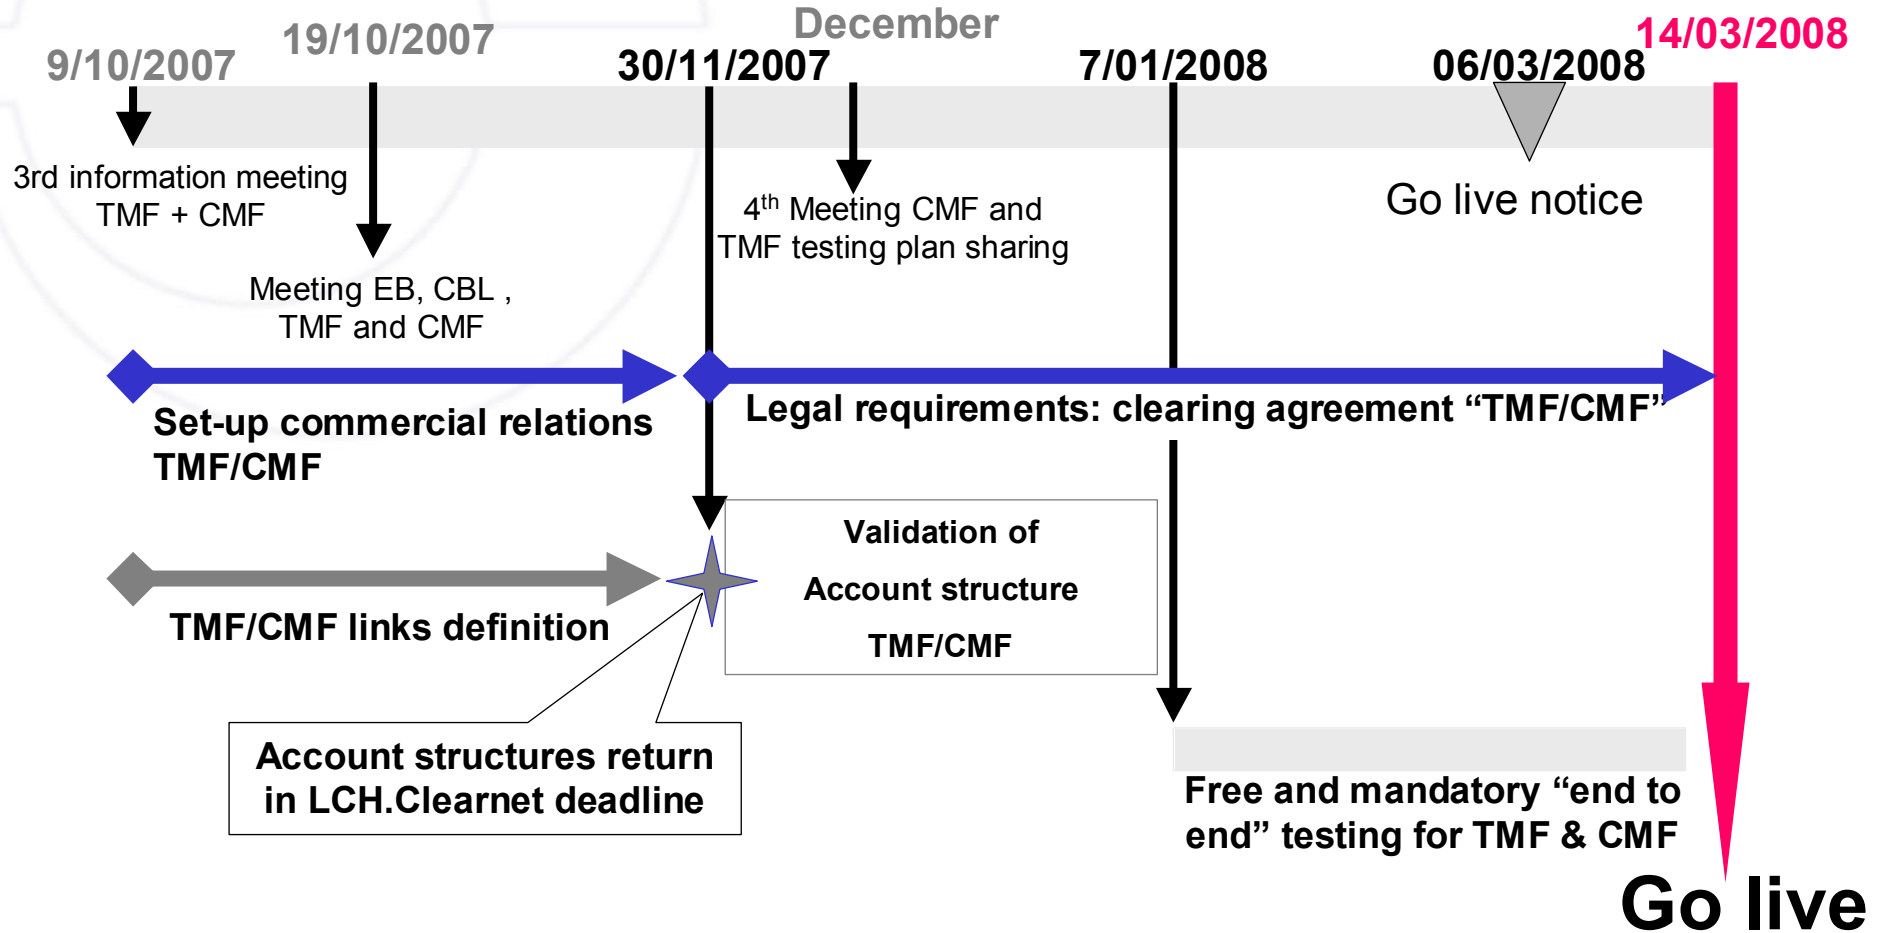 9/10/2007
19/10/2007
30/11/2007
December
7/01/2008
06/03/2008
14/03/2008
3rd information meeting
TMF + CMF
Meeting EB, CBL ,
TMF and CMF
4th Meeting CMF and
TMF testing plan sharing
Go live notice
Set-up commercial relations
TMF/CMF
Legal requirements: clearing agreement “TMF/CMF”
TMF/CMF links definition
Validation of
Account structure
TMF/CMF
Account structures return
in LCH.Clearnet deadline
Free and mandatory “end to
end” testing for TMF & CMF
Go live